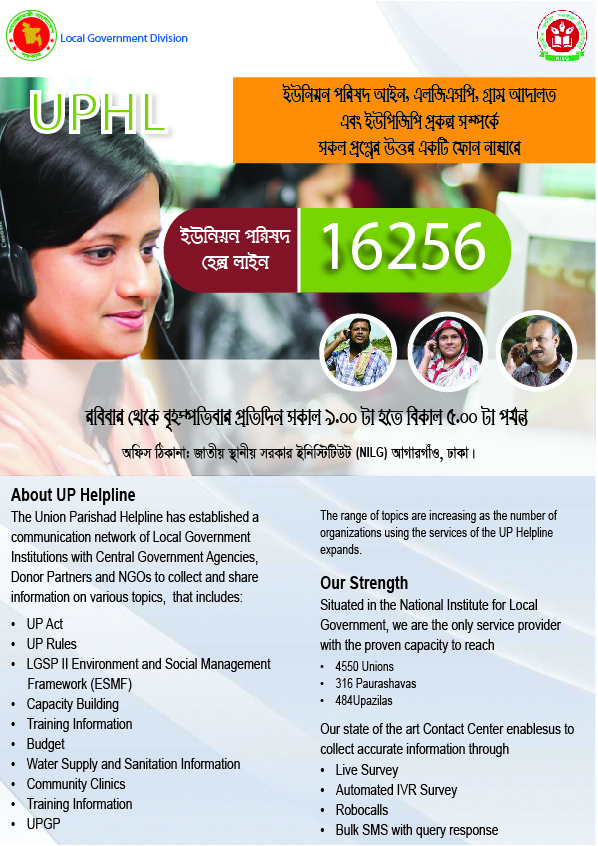 Local Government Division
NILG
UPHL
ইউনিয়ন পরিষদ আইন, এলজিএসপি, গ্রাম আদালত
এবং ইউপিজিপি প্রকল্প সম্পর্কে
সকল প্রশ্নের উত্তর একটি ফোন নাম্বারে
ইউনিয়ন পরিষদ
হেল্প লাইন
16256
রবিবার থেকে বৃহস্পতিবার প্রতিদিন সকাল ৯.০০ টা হতে বিকাল ৫.০০ টা পর্যন্ত
অফিস ঠিকানা: জাতীয় স্থানীয় সরকার ইনিস্টিটিউট (NILG) আগারগাঁও, ঢাকা।
About UP Helpline
The Union Parishad Helpline has established a
communication network of Local Government
Institutions with Central Government Agencies,
Donor Partners and NGOs to collect and share
information on various topics, that includes:
• UP Act
• UP Rules
• LGSP II Environment and Social Management
Framework (ESMF)
• Capacity Building
• Training Information
• Budget
• Water Supply and Sanitation Information
• Community Clinics
• Training Information
• UPGP
The range of topics are increasing as the number of
organizations using the services of the UP Helpline
expands.
Our Strength
Situated in the National Institute for Local
Government, we are the only service provider
with the proven capacity to reach
• 4550 Unions
• 316 Paurashavas
• 484Upazilas
Our state of the art Contact Center enablesus to
collect accurate information through
• Live Survey
• Automated IVR Survey
• Robocalls
• Bulk SMS with query response